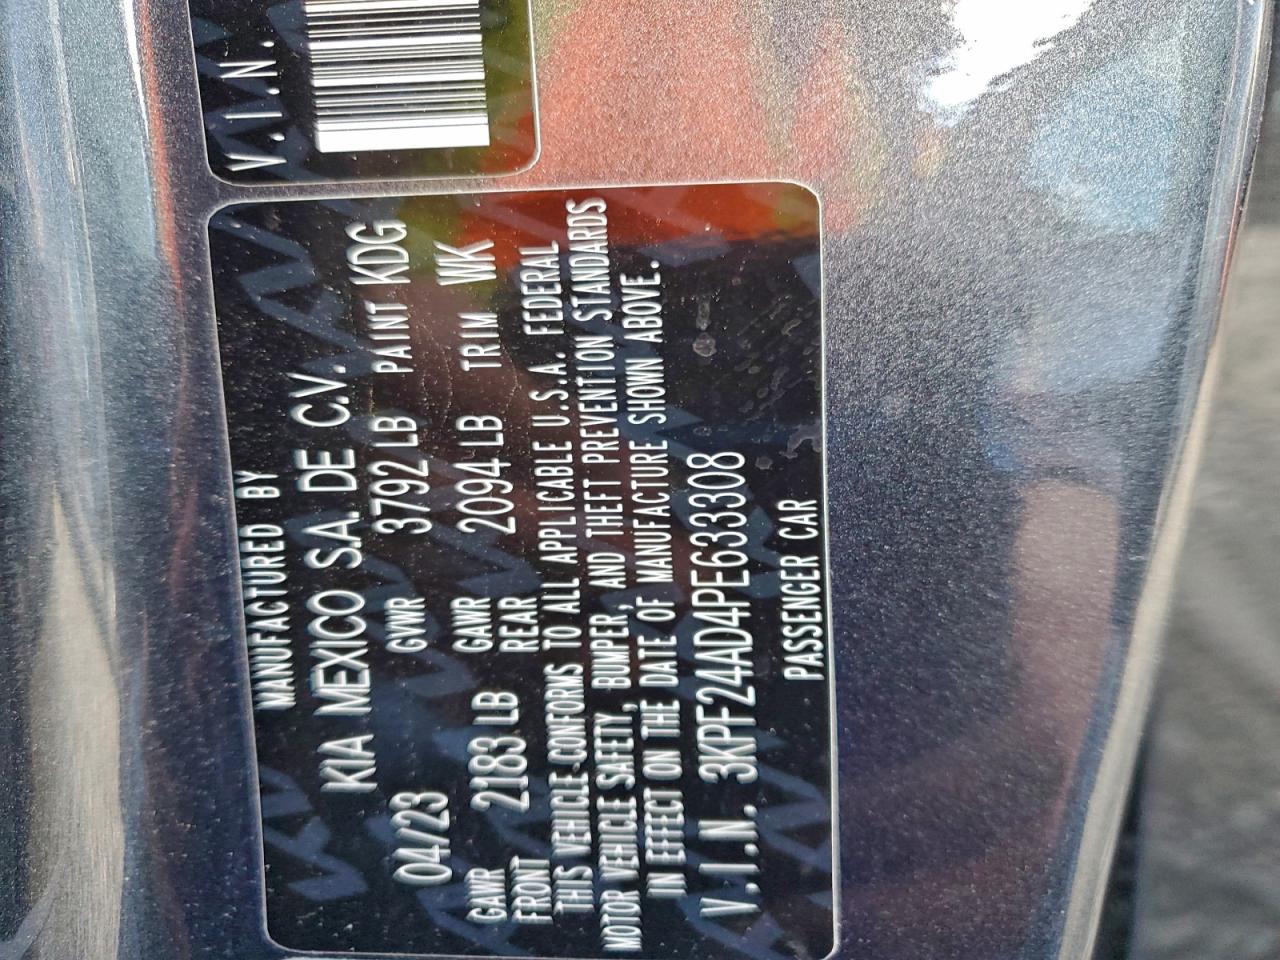 V.I.N.
MANUFACTURED BY
KIA MEXICO S.A. DE C.V.
04/23 GVWR 3792 LB PAINT KDG
GAWR FRONT 2183 LB GAWR REAR 2094 LB TRIM WK
THIS VEHICLE CONFORMS TO ALL APPLICABLE U.S.A. FEDERAL
MOTOR VEHICLE SAFETY, BUMPER, AND THEFT PREVENTION STANDARDS
IN EFFECT ON THE DATE OF MANUFACTURE SHOWN ABOVE.
V.I.N. 3KPF24AD4PE633308
PASSENGER CAR